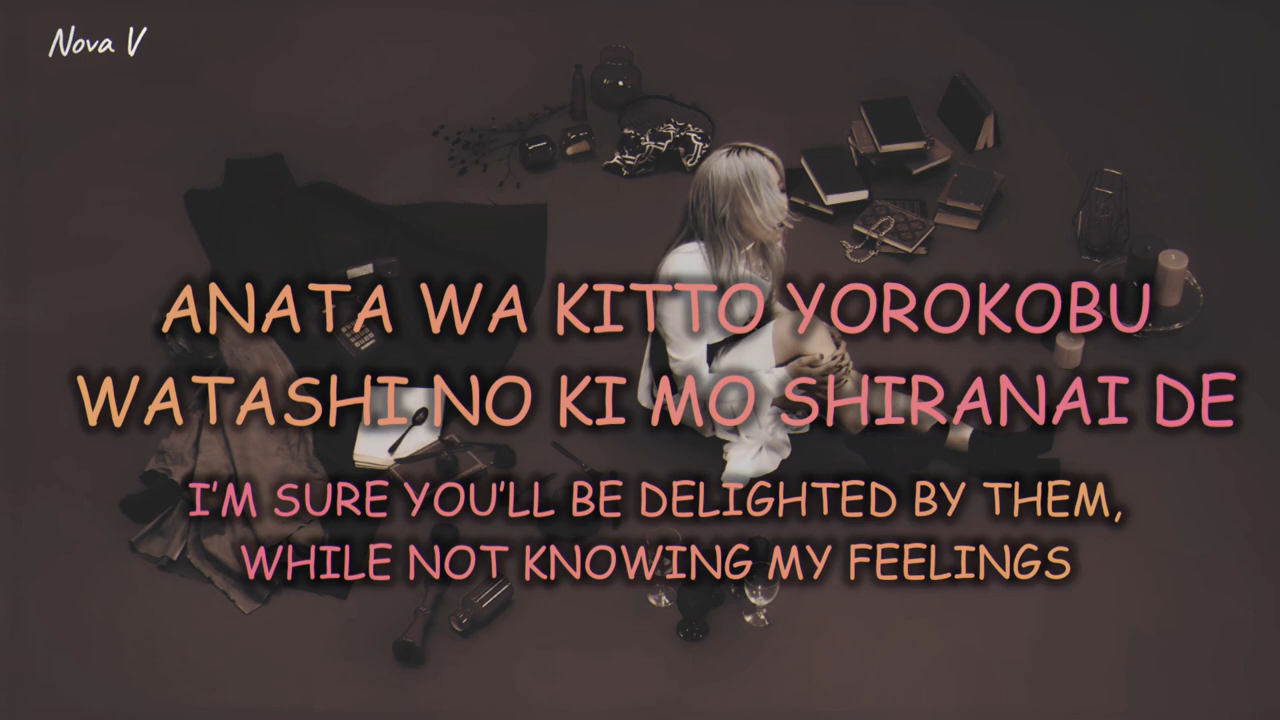 Nova V
ANATA WA KITTO YOROKOBU
WATASHI NO KI MO SHIRANAI DE
I'M SURE YOU'LL BE DELIGHTED BY THEM,
WHILE NOT KNOWING MY FEELINGS